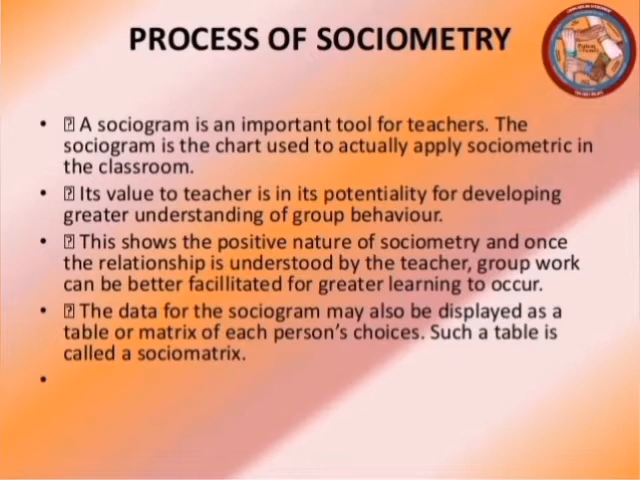 PROCESS OF SOCIOMETRY
• ⍰ A sociogram is an important tool for teachers. The
sociogram is the chart used to actually apply sociometric in
the classroom.
• ⍰ Its value to teacher is in its potentiality for developing
greater understanding of group behaviour.
• ⍰ This shows the positive nature of sociometry and once
the relationship is understood by the teacher, group work
can be better facillitated for greater learning to occur.
• ⍰ The data for the sociogram may also be displayed as a
table or matrix of each person’s choices. Such a table is
called a sociomatrix.
•